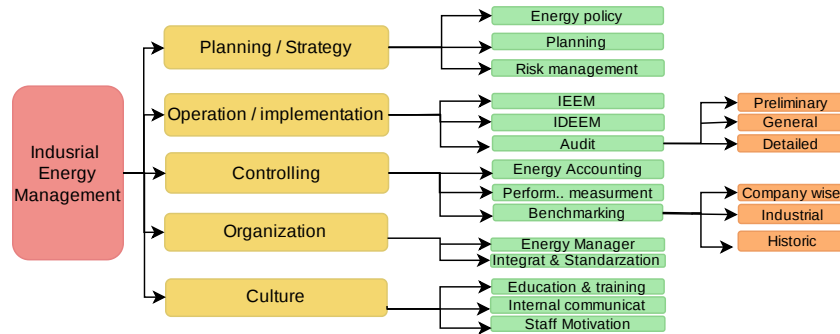 Indusrial
Energy
Management
Planning / Strategy
Energy policy
Planning
Risk management
Operation / implementation
IEEM
IDEEM
Audit
Preliminary
General
Detailed
Controlling
Energy Accounting
Perform.. measurment
Benchmarking
Company wise
Industrial
Historic
Organization
Energy Manager
Integrat & Standarzation
Culture
Education & training
Internal communicat
Staff Motivation